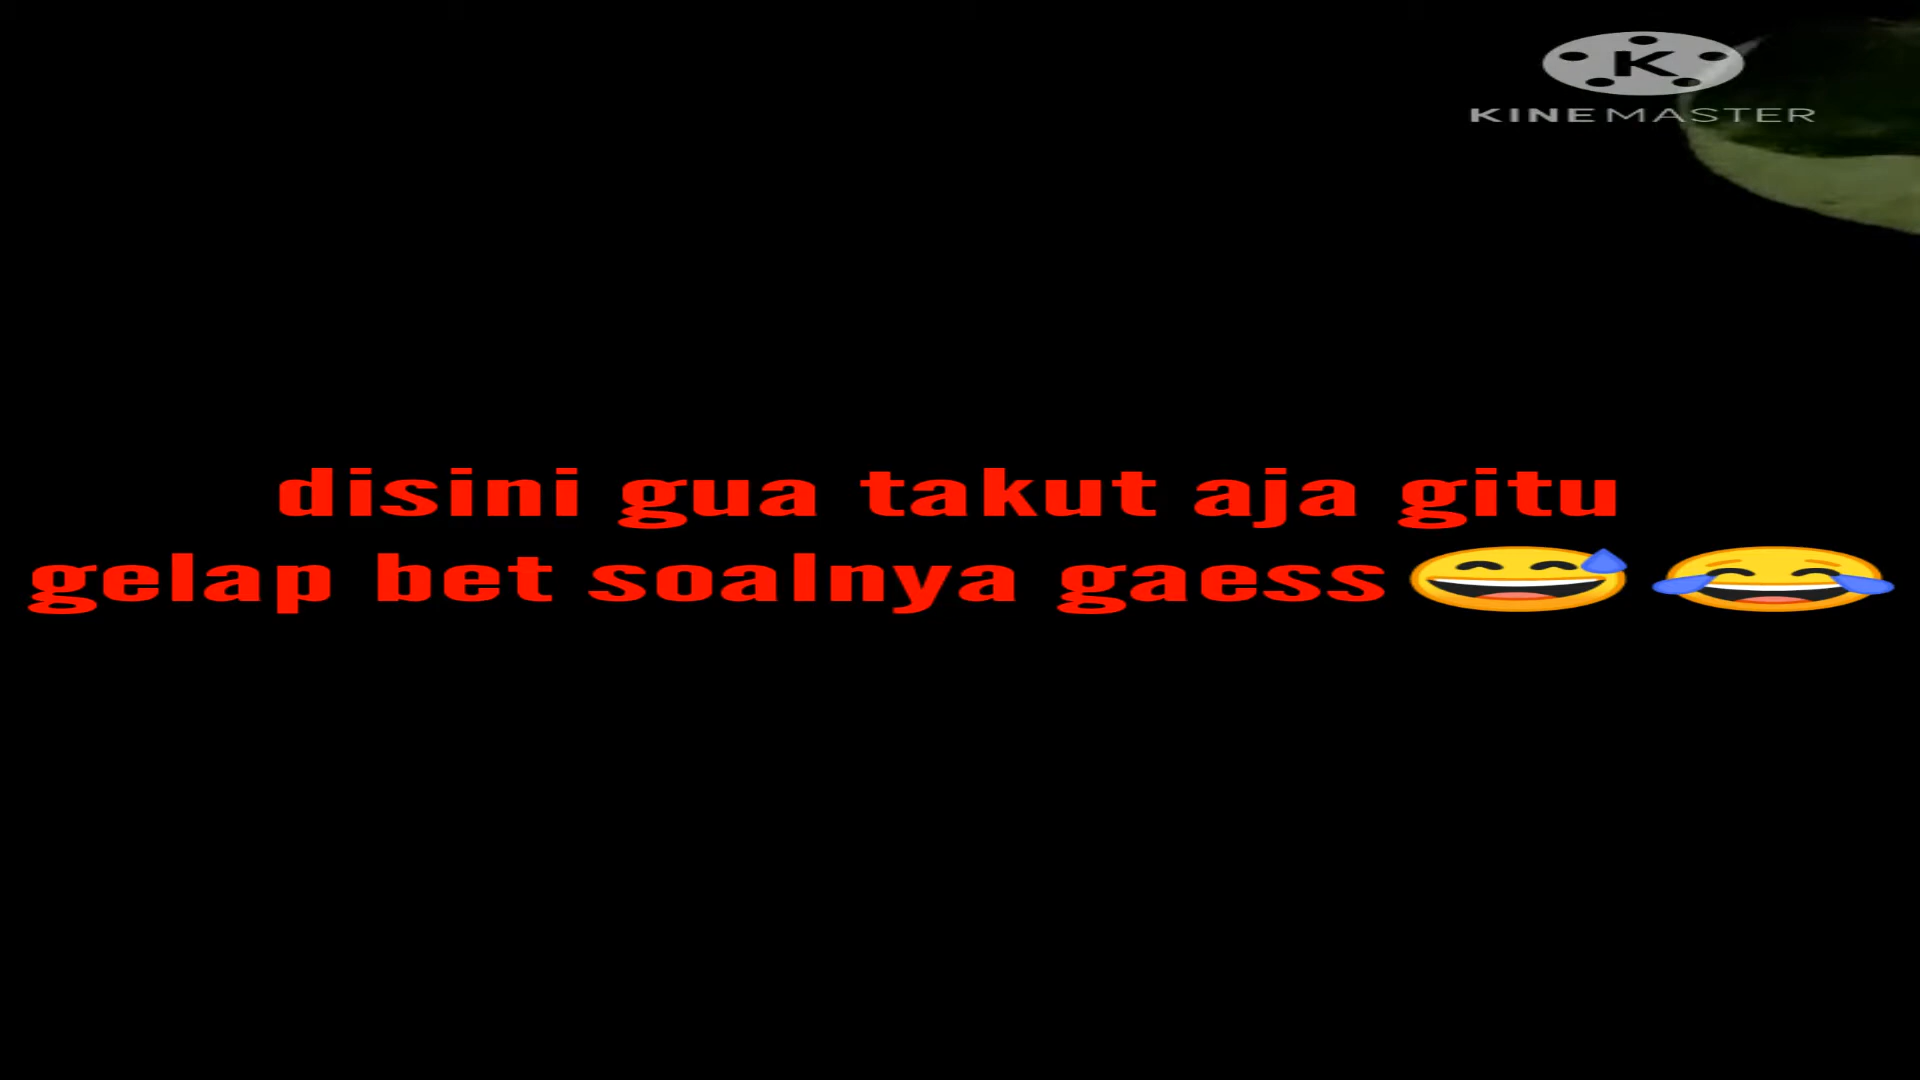 K
KINEMASTER
disini gua takut aja gitu
gelap bet soalnya gaess😅😂